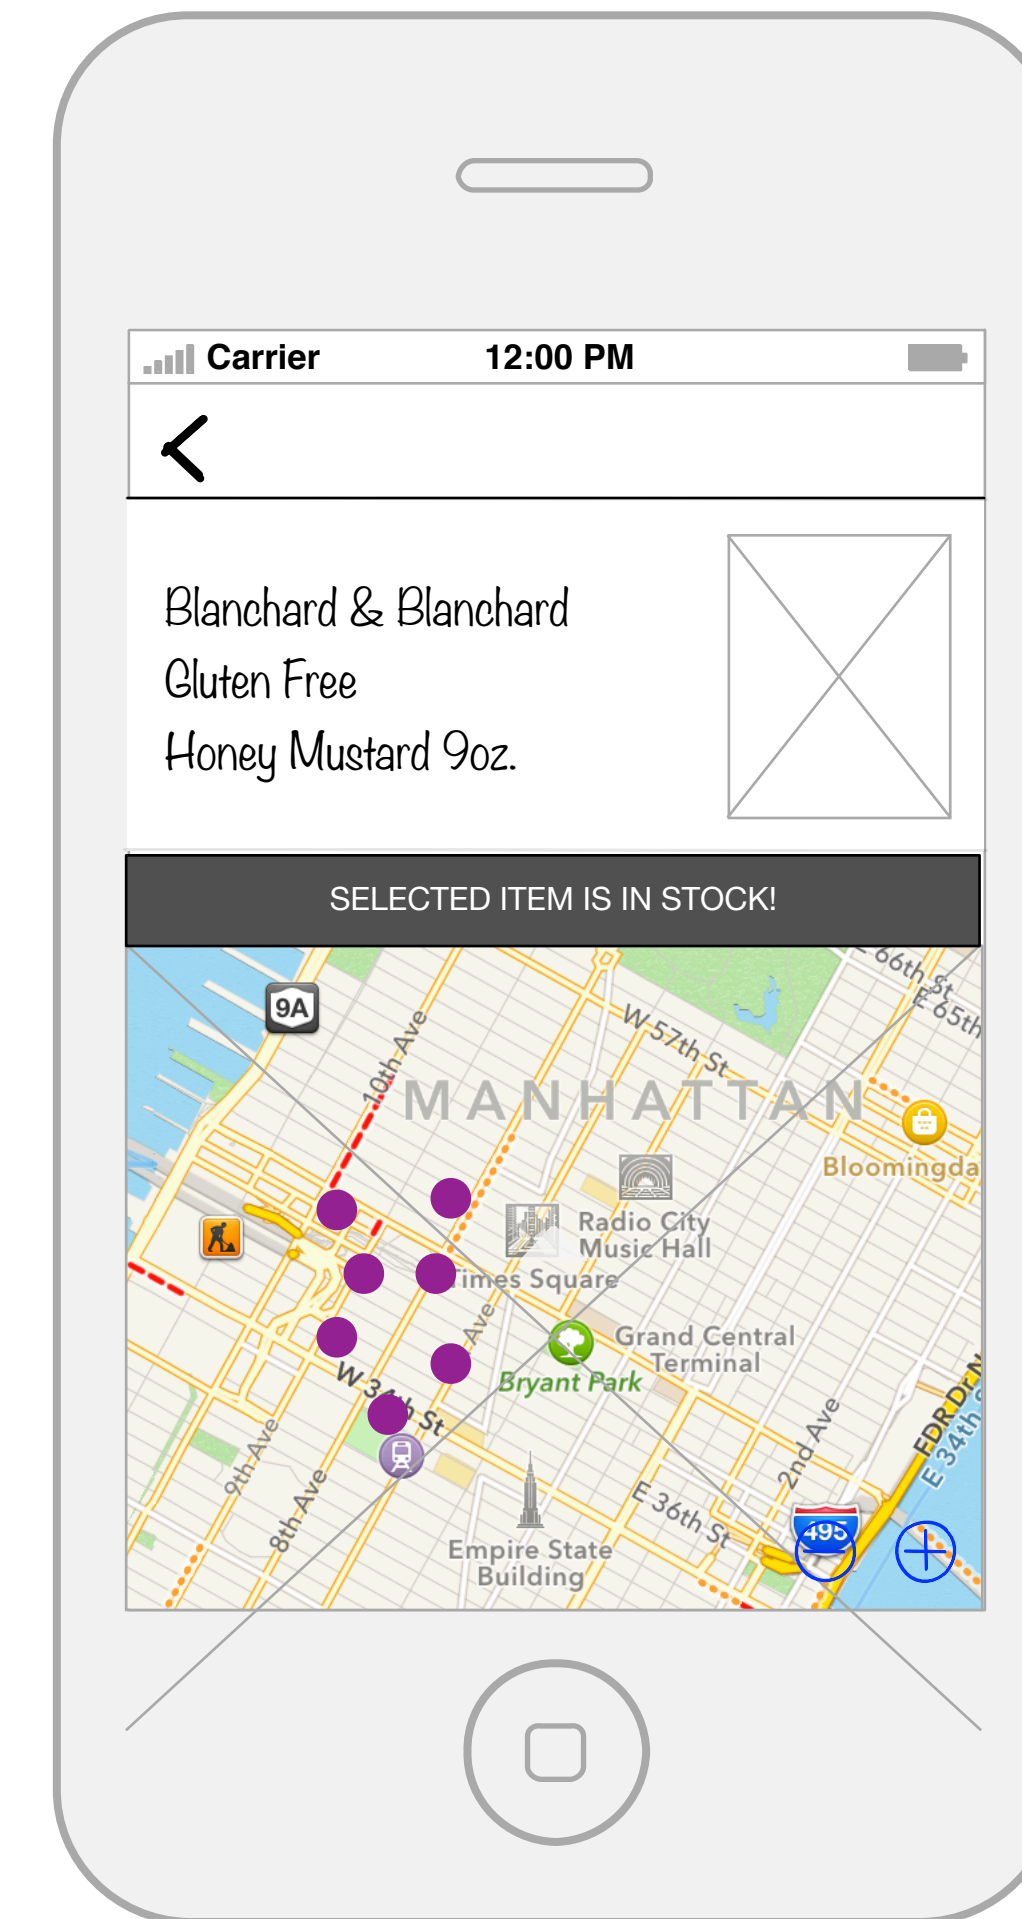 Carrier 12:00 PM
Blanchard & Blanchard
Gluten Free
Honey Mustard 9oz.
SELECTED ITEM IS IN STOCK!
E 66th St
E 65th
9A
10th Ave
W 57th St
MANHATTAN
Bloomingda
Radio City
Music Hall
Times Square
Ave
Grand Central
Terminal
Bryant Park
W 34th St
9th Ave
8th Ave
2nd Ave
FDR Dr N
E 34th S
E 36th St
495
Empire State
Building